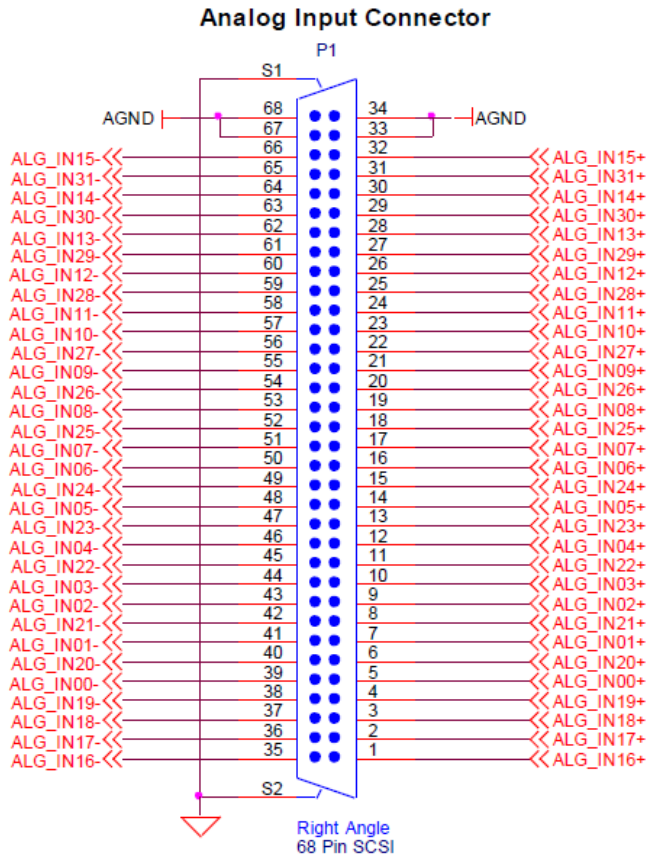 Analog Input Connector
P1
S1
AGND 68 34 AGND
67 33
ALG_IN15- 66 32 ALG_IN15+
ALG_IN31- 65 31 ALG_IN31+
ALG_IN14- 64 30 ALG_IN14+
ALG_IN30- 63 29 ALG_IN30+
ALG_IN13- 62 28 ALG_IN13+
ALG_IN29- 61 27 ALG_IN29+
ALG_IN12- 60 26 ALG_IN12+
ALG_IN28- 59 25 ALG_IN28+
ALG_IN11- 58 24 ALG_IN11+
ALG_IN10- 57 23 ALG_IN10+
ALG_IN27- 56 22 ALG_IN27+
ALG_IN09- 55 21 ALG_IN09+
ALG_IN26- 54 20 ALG_IN26+
ALG_IN08- 53 19 ALG_IN08+
ALG_IN25- 52 18 ALG_IN25+
ALG_IN07- 51 17 ALG_IN07+
ALG_IN06- 50 16 ALG_IN06+
ALG_IN24- 49 15 ALG_IN24+
ALG_IN05- 48 14 ALG_IN05+
ALG_IN23- 47 13 ALG_IN23+
ALG_IN04- 46 12 ALG_IN04+
ALG_IN22- 45 11 ALG_IN22+
ALG_IN03- 44 10 ALG_IN03+
ALG_IN02- 43 9 ALG_IN02+
ALG_IN21- 42 8 ALG_IN21+
ALG_IN01- 41 7 ALG_IN01+
ALG_IN20- 40 6 ALG_IN20+
ALG_IN00- 39 5 ALG_IN00+
ALG_IN19- 38 4 ALG_IN19+
ALG_IN18- 37 3 ALG_IN18+
ALG_IN17- 36 2 ALG_IN17+
ALG_IN16- 35 1 ALG_IN16+
S2
Right Angle
68 Pin SCSI